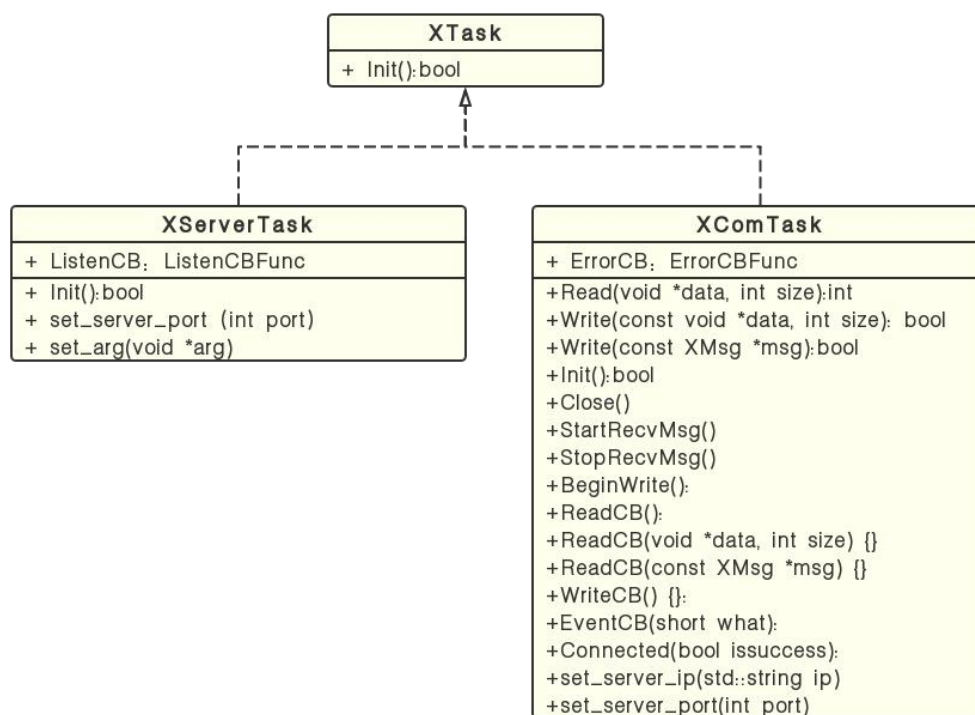 XTask
+ Init():bool
XServerTask
+ ListenCB：ListenCBFunc
+ Init():bool
+ set_server_port (int port)
+ set_arg(void *arg)
XComTask
+ ErrorCB：ErrorCBFunc
+Read(void *data, int size):int
+Write(const void *data, int size): bool
+Write(const XMsg *msg):bool
+Init():bool
+Close()
+StartRecvMsg()
+StopRecvMsg()
+BeginWrite():
+ReadCB():
+ReadCB(void *data, int size) {}
+ReadCB(const XMsg *msg) {}
+WriteCB() {}:
+EventCB(short what):
+Connected(bool issuccess):
+set_server_ip(std::string ip)
+set_server_port(int port)